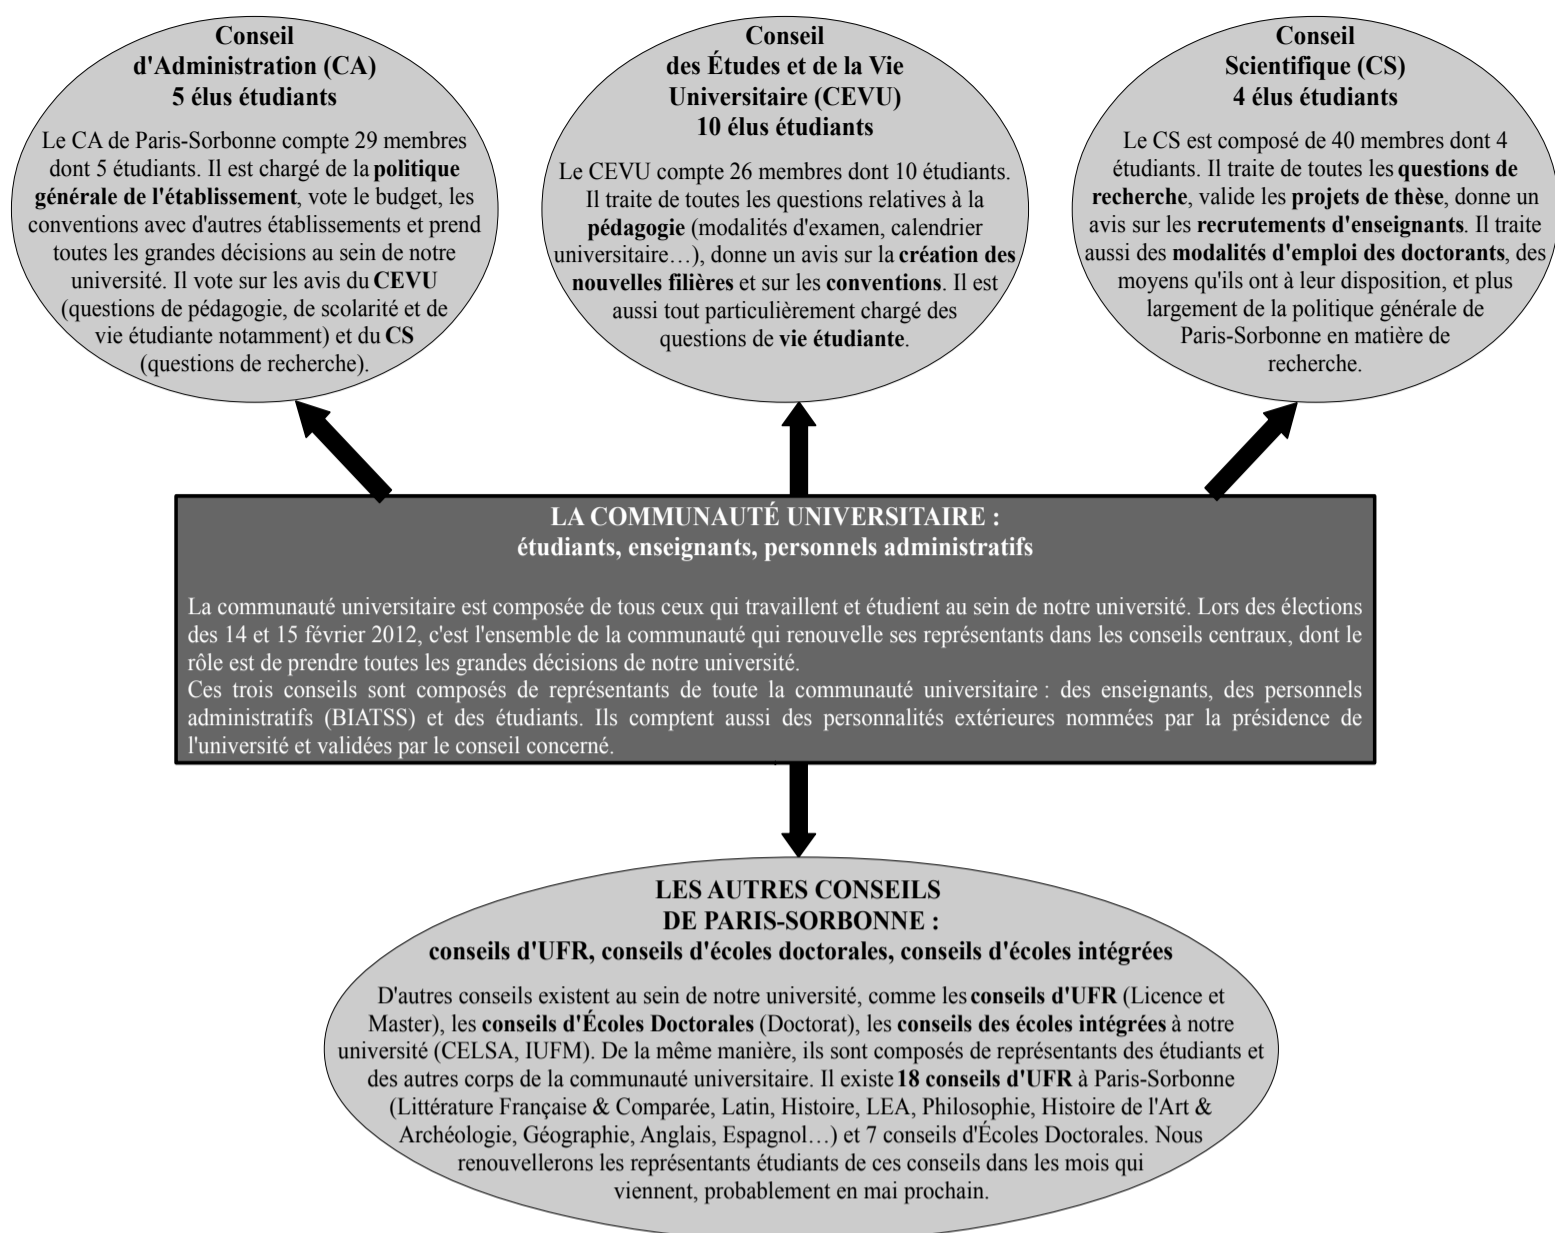 Conseil
d'Administration (CA)
5 élus étudiants
Le CA de Paris-Sorbonne compte 29 membres
dont 5 étudiants. Il est chargé de la politique
générale de l'établissement, vote le budget, les
conventions avec d'autres établissements et prend
toutes les grandes décisions au sein de notre
université. Il vote sur les avis du CEVU
(questions de pédagogie, de scolarité et de
vie étudiante notamment) et du CS
(questions de recherche).
Conseil
des Études et de la Vie
Universitaire (CEVU)
10 élus étudiants
Le CEVU compte 26 membres dont 10 étudiants.
Il traite de toutes les questions relatives à la
pédagogie (modalités d'examen, calendrier
universitaire…), donne un avis sur la création des
nouvelles filières et sur les conventions. Il est
aussi tout particulièrement chargé des
questions de vie étudiante.
Conseil
Scientifique (CS)
4 élus étudiants
Le CS est composé de 40 membres dont 4
étudiants. Il traite de toutes les questions de
recherche, valide les projets de thèse, donne un
avis sur les recrutements d'enseignants. Il traite
aussi des modalités d'emploi des doctorants, des
moyens qu'ils ont à leur disposition, et plus
largement de la politique générale de
Paris-Sorbonne en matière de
recherche.
LA COMMUNAUTÉ UNIVERSITAIRE :
étudiants, enseignants, personnels administratifs
La communauté universitaire est composée de tous ceux qui travaillent et étudient au sein de notre université. Lors des élections
des 14 et 15 février 2012, c'est l'ensemble de la communauté qui renouvelle ses représentants dans les conseils centraux, dont le
rôle est de prendre toutes les grandes décisions de notre université.
Ces trois conseils sont composés de représentants de toute la communauté universitaire : des enseignants, des personnels
administratifs (BIATSS) et des étudiants. Ils comptent aussi des personnalités extérieures nommées par la présidence de
l'université et validées par le conseil concerné.
LES AUTRES CONSEILS
DE PARIS-SORBONNE :
conseils d'UFR, conseils d'écoles doctorales, conseils d'écoles intégrées
D'autres conseils existent au sein de notre université, comme les conseils d'UFR (Licence et
Master), les conseils d'Écoles Doctorales (Doctorat), les conseils des écoles intégrées à notre
université (CELSA, IUFM). De la même manière, ils sont composés de représentants des étudiants et
des autres corps de la communauté universitaire. Il existe 18 conseils d'UFR à Paris-Sorbonne
(Littérature Française & Comparée, Latin, Histoire, LEA, Philosophie, Histoire de l'Art &
Archéologie, Géographie, Anglais, Espagnol…) et 7 conseils d'Écoles Doctorales. Nous
renouvellerons les représentants étudiants de ces conseils dans les mois qui
viennent, probablement en mai prochain.